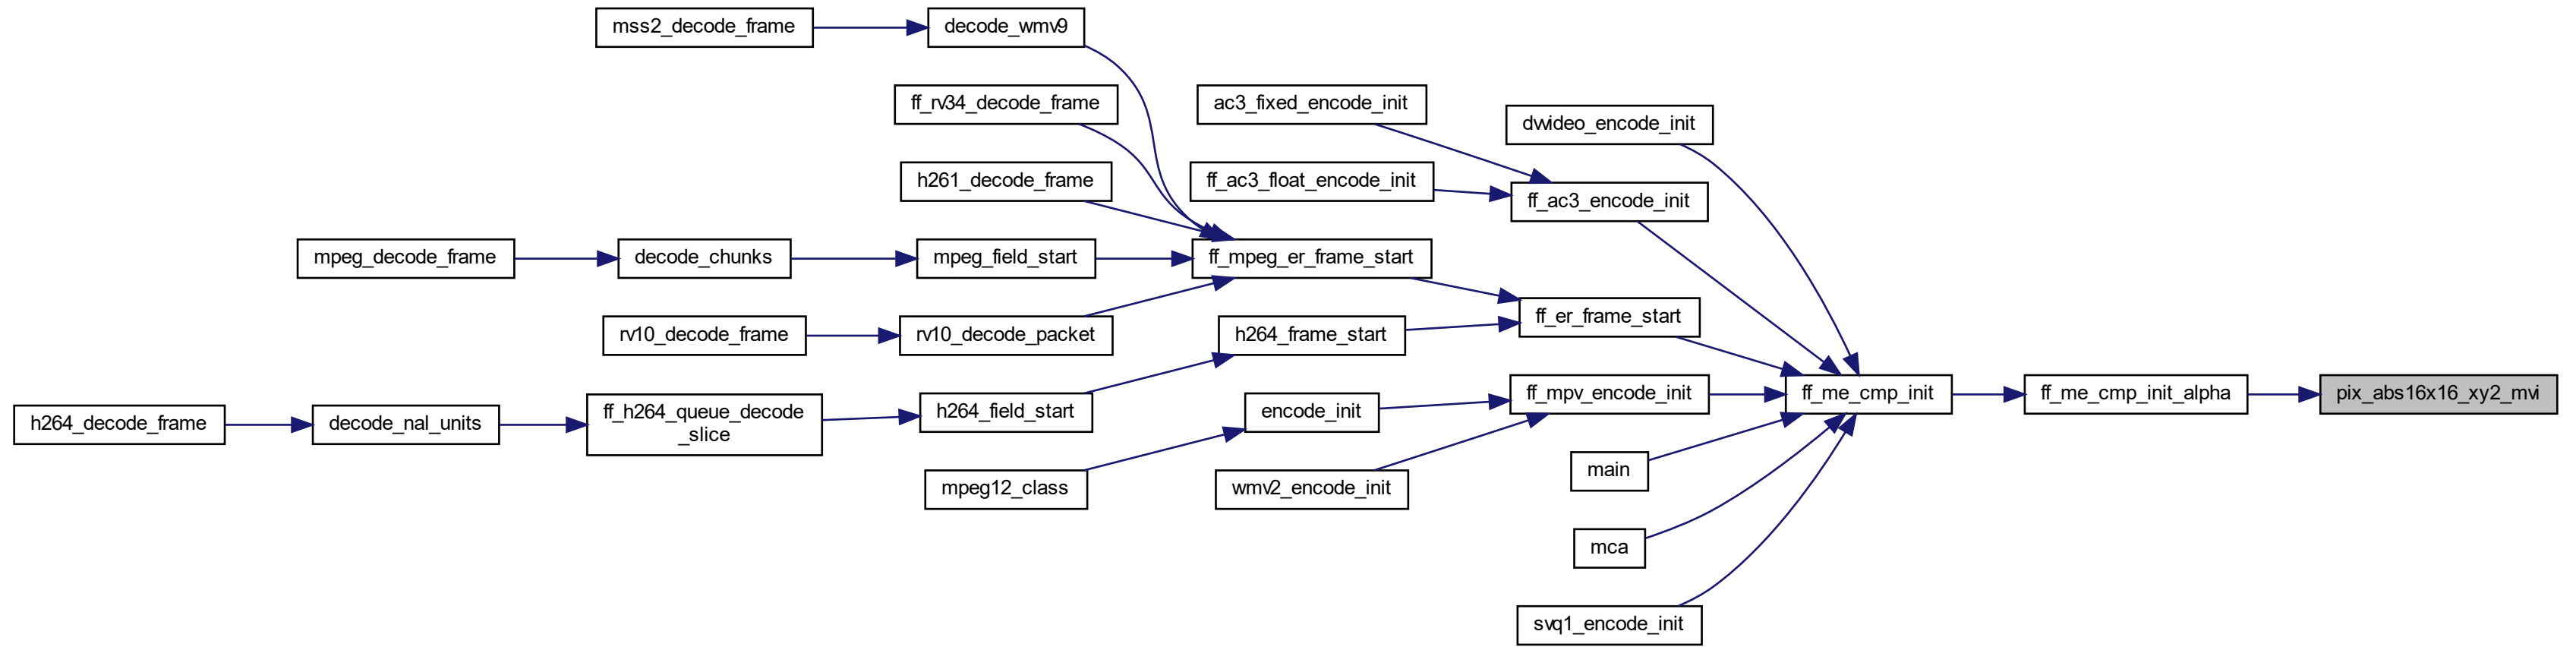 mss2_decode_frame
decode_wmv9
ff_rv34_decode_frame
ac3_fixed_encode_init
dvvideo_encode_init
h261_decode_frame
ff_ac3_float_encode_init
ff_ac3_encode_init
mpeg_decode_frame
decode_chunks
mpeg_field_start
ff_mpeg_er_frame_start
ff_er_frame_start
rv10_decode_frame
rv10_decode_packet
h264_frame_start
ff_me_cmp_init
ff_me_cmp_init_alpha
pix_abs16x16_xy2_mvi
ff_mpv_encode_init
h264_decode_frame
decode_nal_units
ff_h264_queue_decode
_slice
h264_field_start
encode_init
main
mpeg12_class
wmv2_encode_init
mca
svq1_encode_init